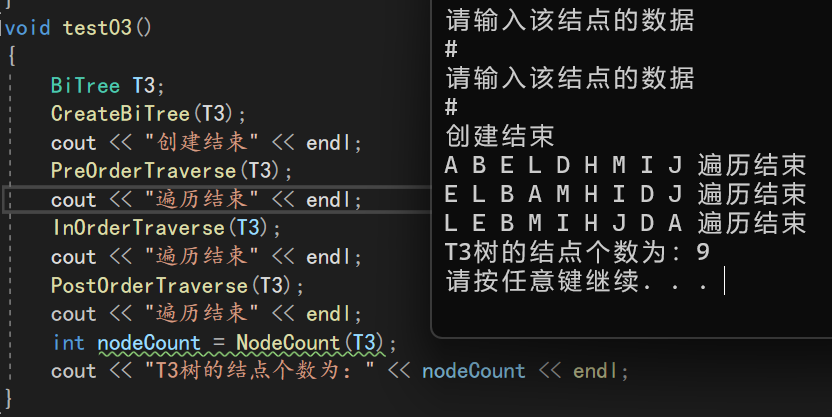 void test03()
{
BiTree T3;
CreateBiTree(T3);
cout << "创建结束" << endl;
PreOrderTraverse(T3);
cout << "遍历结束" << endl;
InOrderTraverse(T3);
cout << "遍历结束" << endl;
PostOrderTraverse(T3);
cout << "遍历结束" << endl;
int nodeCount = NodeCount(T3);
cout << "T3树的结点个数为：" << nodeCount << endl;
}
请输入该结点的数据
#
请输入该结点的数据
#
创建结束
A B E L D H M I J 遍历结束
E L B A M H I D J 遍历结束
L E B M I H J D A 遍历结束
T3树的结点个数为：9
请按任意键继续. . .